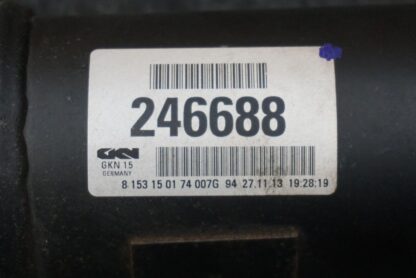 246688
GKN
GKN 15
GERMANY
8 153 15 01 74 007G 94 27.11.13 19:28:19